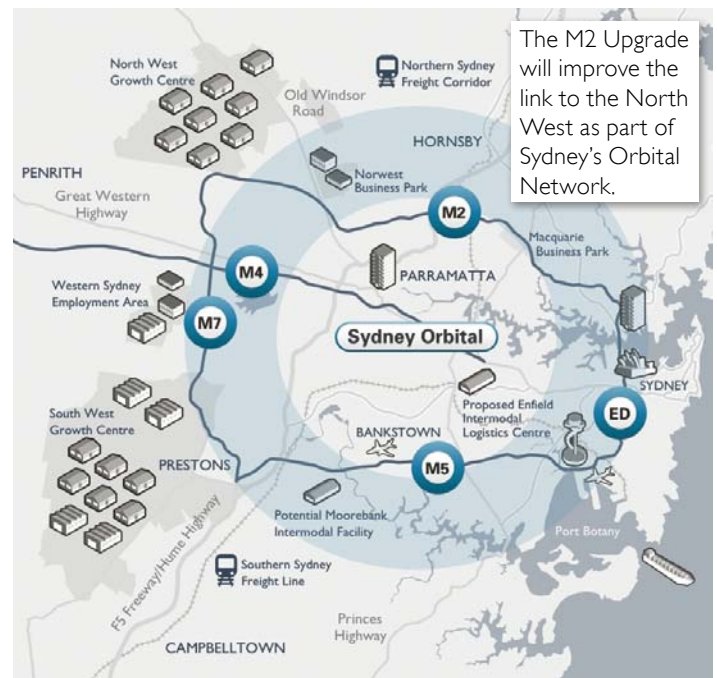 The M2 Upgrade
will improve the
link to the North
West as part of
Sydney's Orbital
Network.
North West
Growth Centre
Old Windsor
Road
Northern Sydney
Freight Corridor
HORNSBY
PENRITH
Great Western
Highway
Norwest
Business Park
M2
Macquarie
Business Park
M4
PARRAMATTA
Western Sydney
Employment Area
M7
Sydney Orbital
SYDNEY
South West
Growth Centre
Proposed Enfield
Intermodal
Logistics Centre
ED
BANKSTOWN
PRESTONS
M5
Potential Moorebank
Intermodal Facility
Port Botany
F5 Freeway/Hume Highway
Southern Sydney
Freight Line
Princes
Highway
CAMPBELLTOWN